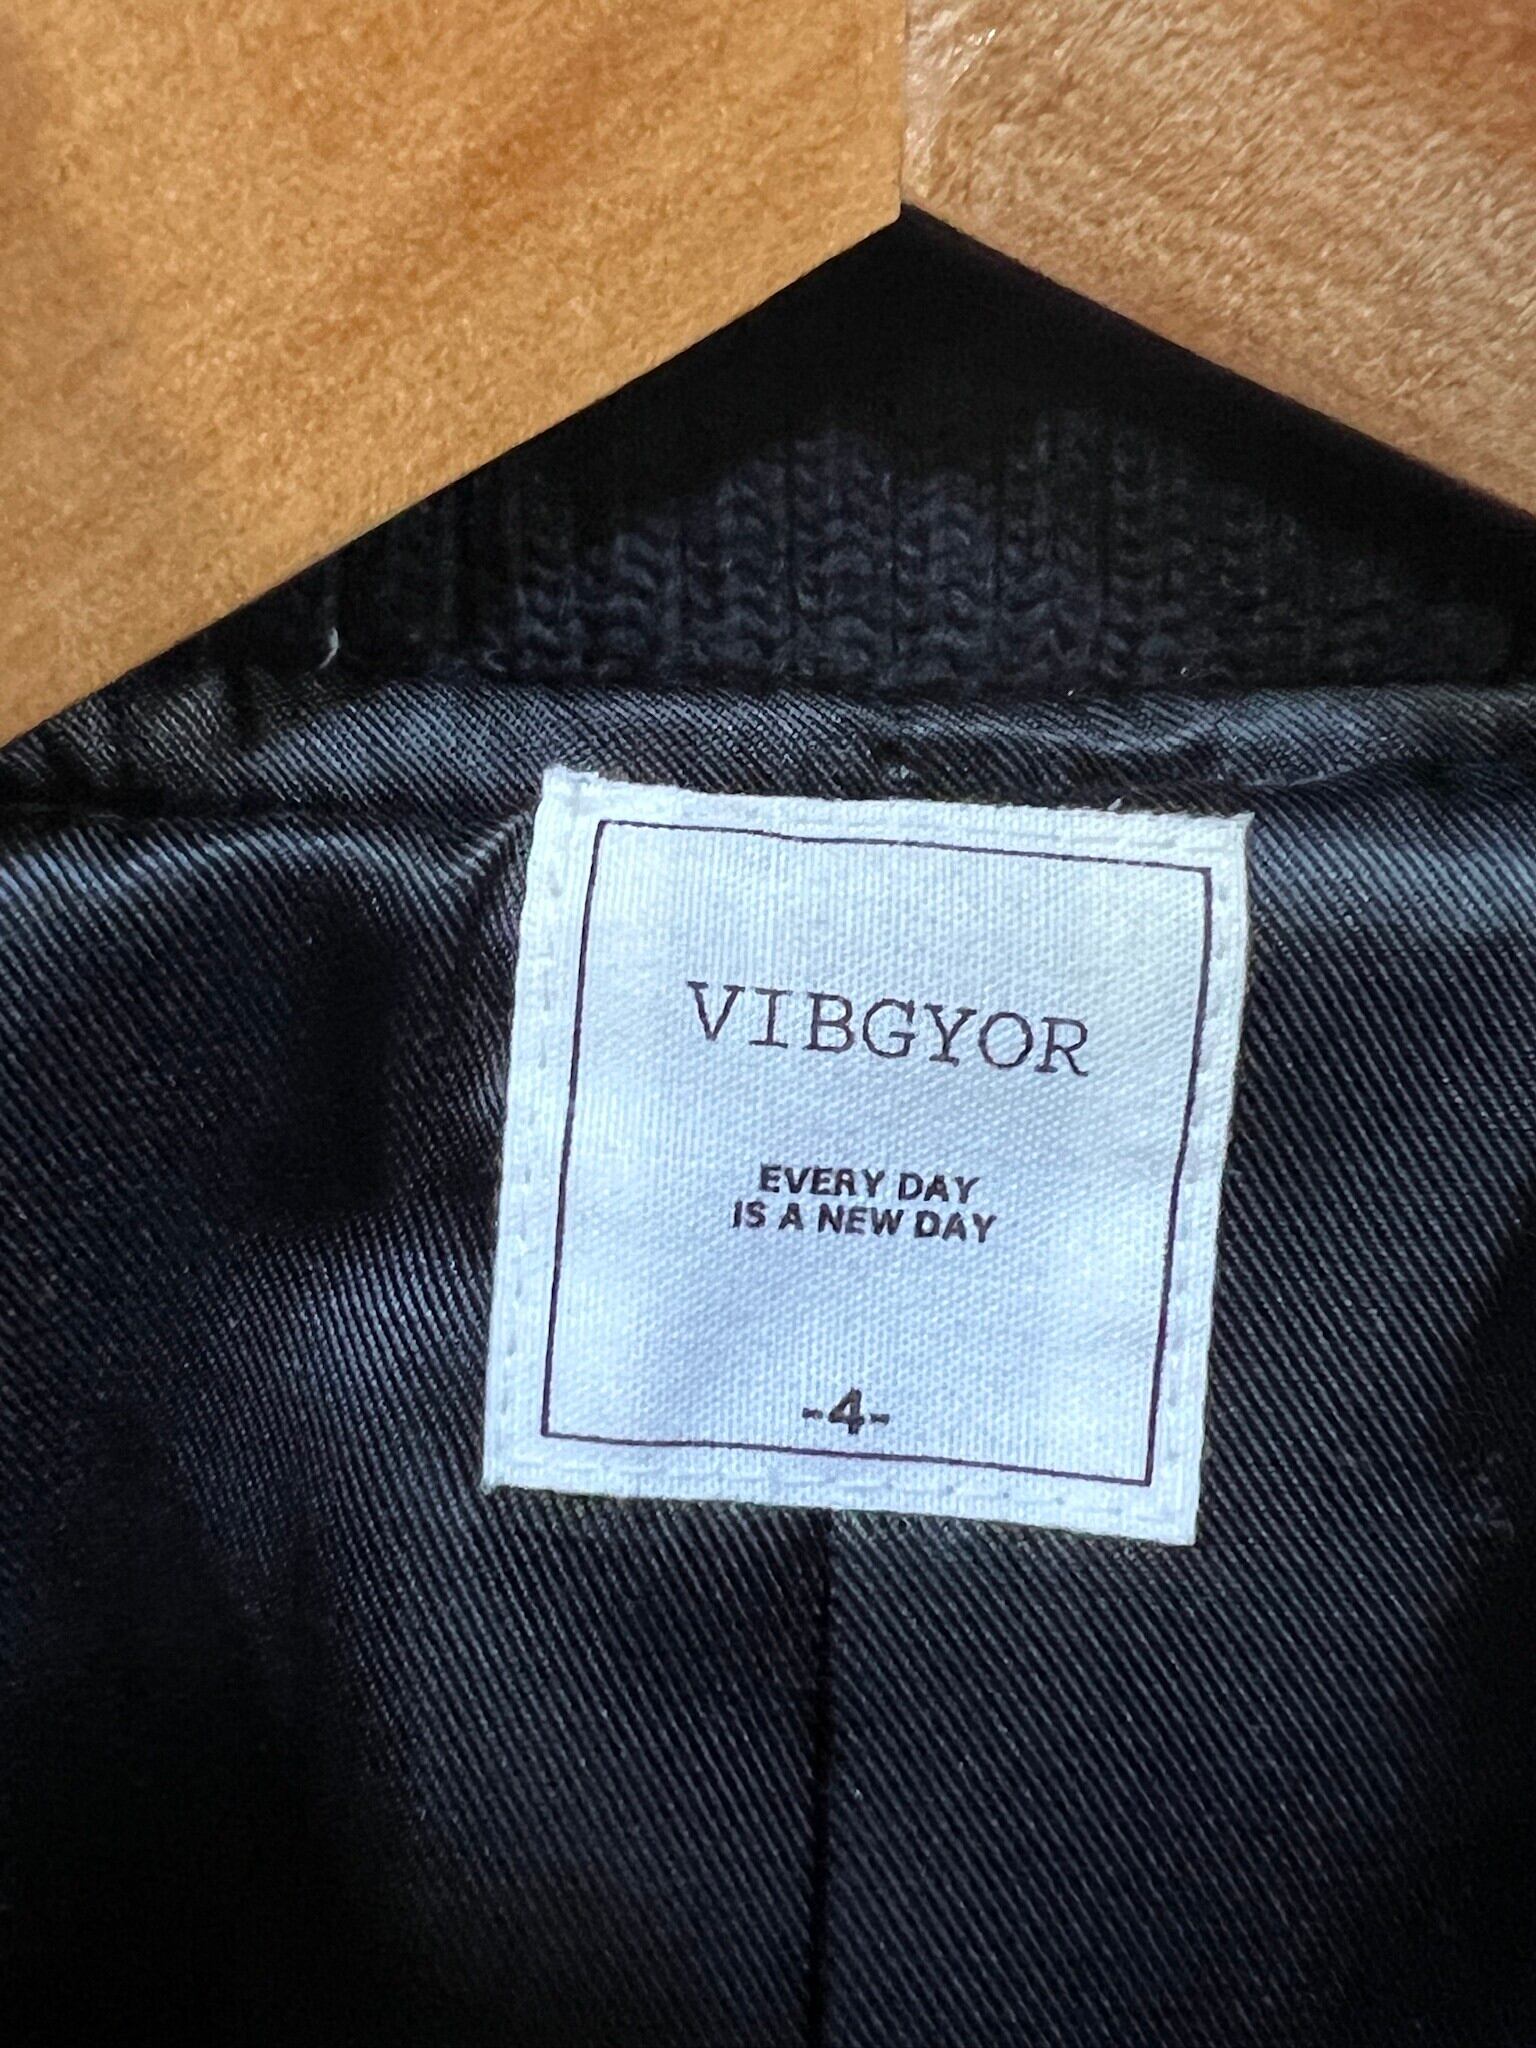 VIBGYOR
EVERY DAY
IS A NEW DAY
-4-